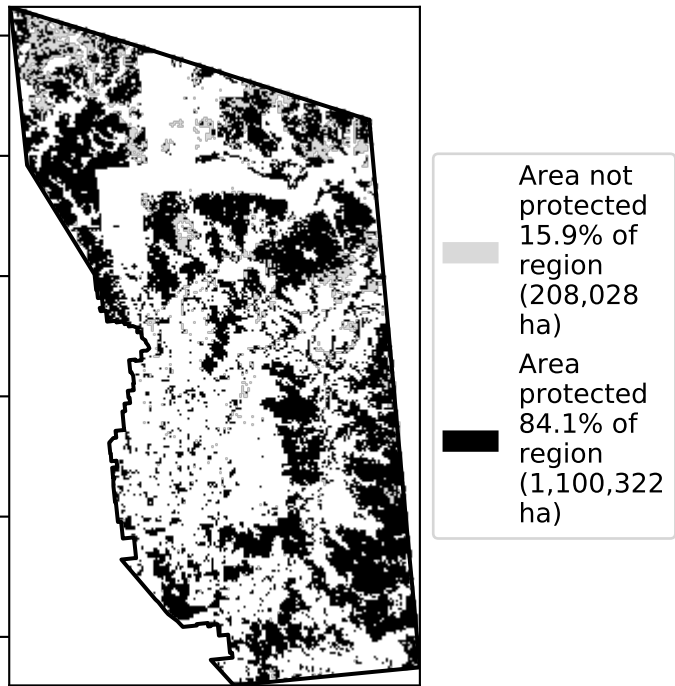 Area not
protected
15.9% of
region
(208,028
ha)
Area
protected
84.1% of
region
(1,100,322
ha)